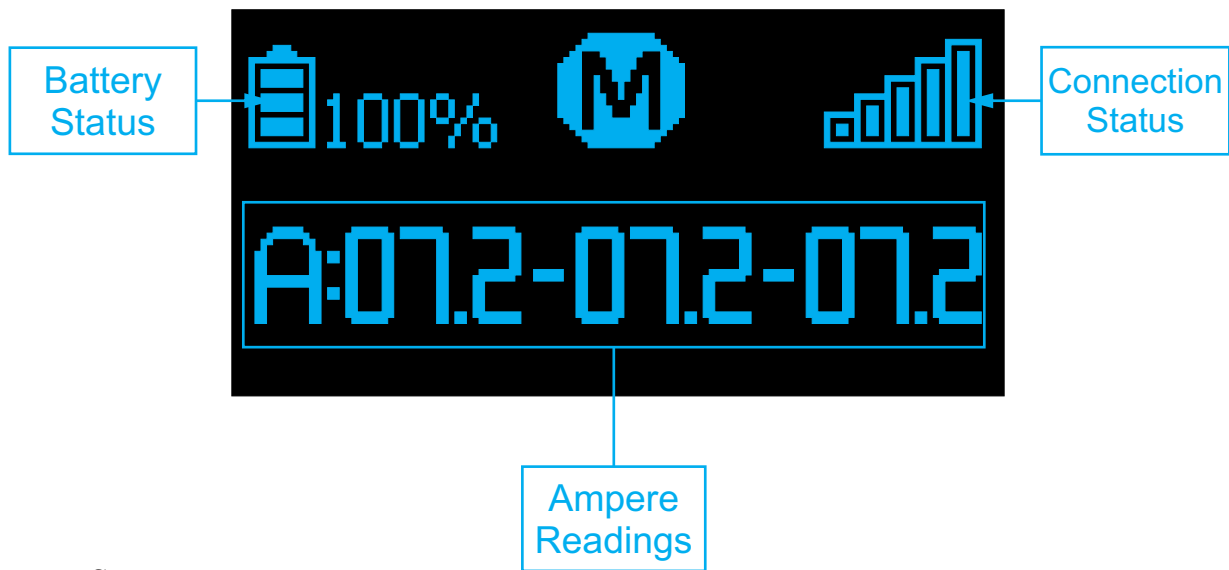 Battery
Status
100%
M
Connection
Status
A:07.2-07.2-07.2
Ampere
Readings